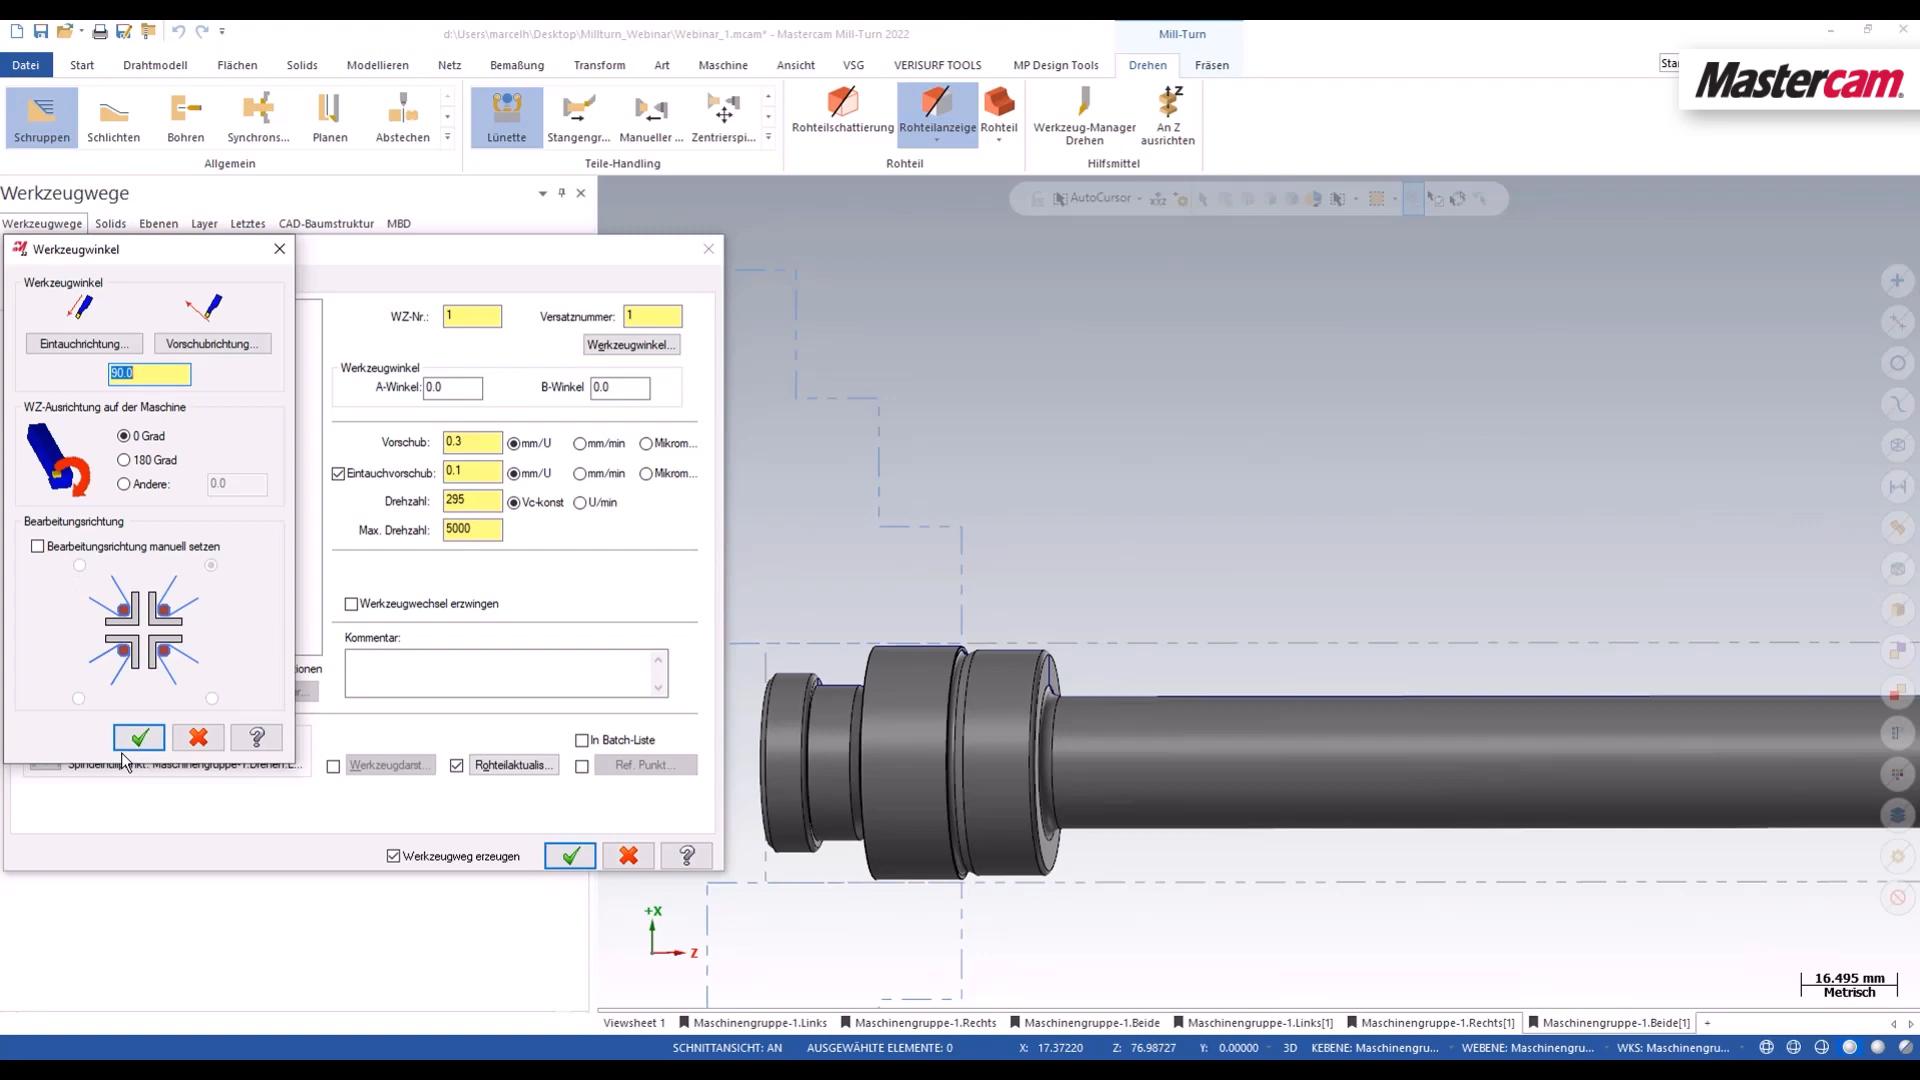 d:\Users\marcelh\Desktop\Millturn_Webinar\Webinar_1.mcam* - Mastercam Mill-Turn 2022
Mill-Turn
Datei Start Drahtmodell Flächen Solids Modellieren Netz Bemaßung Transform Art Maschine Ansicht VSG VERISURF TOOLS MP Design Tools Drehen Fräsen
Mastercam
Schruppen Schlichten Bohren Synchrons... Planen Abstechen
Lünette Stangengr... Manueller ... Zentrierspi...
Rohteilschattierung Rohteilanzeige Rohteil
Werkzeug-Manager Drehen
An Z ausrichten
Allgemein Teile-Handling Rohteil Hilfsmittel
Werkzeugwege
Werkzeugwege Solids Ebenen Layer Letztes CAD-Baumstruktur MBD
AutoCursor
Werkzeugwinkel
Werkzeugwinkel
Eintauchrichtung... Vorschubrichtung...
90.0
WZ-Ausrichtung auf der Maschine
0 Grad
180 Grad
Andere: 0.0
Bearbeitungsrichtung
Bearbeitungsrichtung manuell setzen
WZ-Nr.: 1 Versatznummer: 1
Werkzeugwinkel...
Werkzeugwinkel
A-Winkel: 0.0 B-Winkel 0.0
Vorschub: 0.3 mm/U mm/min Mikrom...
Eintauchvorschub: 0.1 mm/U mm/min Mikrom...
Drehzahl: 295 Vc-konst U/min
Max. Drehzahl: 5000
Werkzeugwechsel erzwingen
Kommentar:
In Batch-Liste
Werkzeugdarst... Rohteilaktualis... Ref. Punkt...
Werkzeugweg erzeugen
+X
Z
16.495 mm
Metrisch
Viewsheet 1 Maschinengruppe-1.Links Maschinengruppe-1.Rechts Maschinengruppe-1.Beide Maschinengruppe-1.Links[1] Maschinengruppe-1.Rechts[1] Maschinengruppe-1.Beide[1] +
SCHNITTANSICHT: AN AUSGEWÄHLTE ELEMENTE: 0 X: 17.37220 Z: 76.98727 Y: 0.00000 3D KEBENE: Maschinengru... WEBENE: Maschinengru... WKS: Maschinengru...